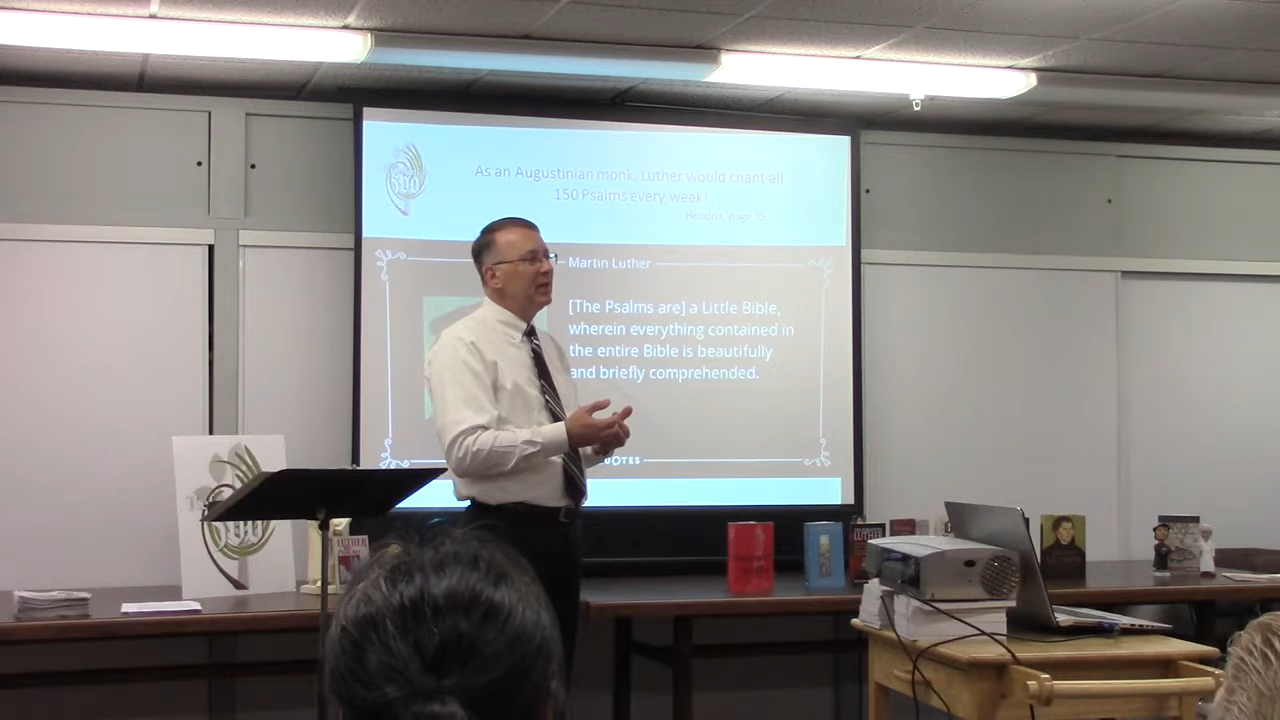 As an Augustinian monk, Luther would chant all
150 Psalms every week!
Hendrix, page 35
Martin Luther
[The Psalms are] a Little Bible,
wherein everything contained in
the entire Bible is beautifully
and briefly comprehended.
LUTHER
LUTHER